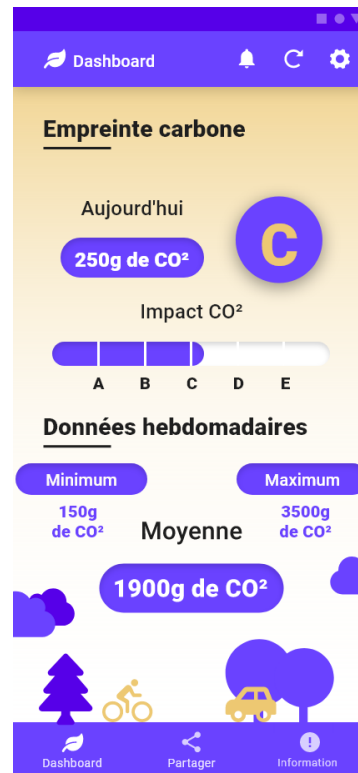 Dashboard
Empreinte carbone
Aujourd'hui
250g de CO²
C
Impact CO²
A B C D E
Données hebdomadaires
Minimum Maximum
150g
de CO²
3500g
de CO²
Moyenne
1900g de CO²
Dashboard Partager Information